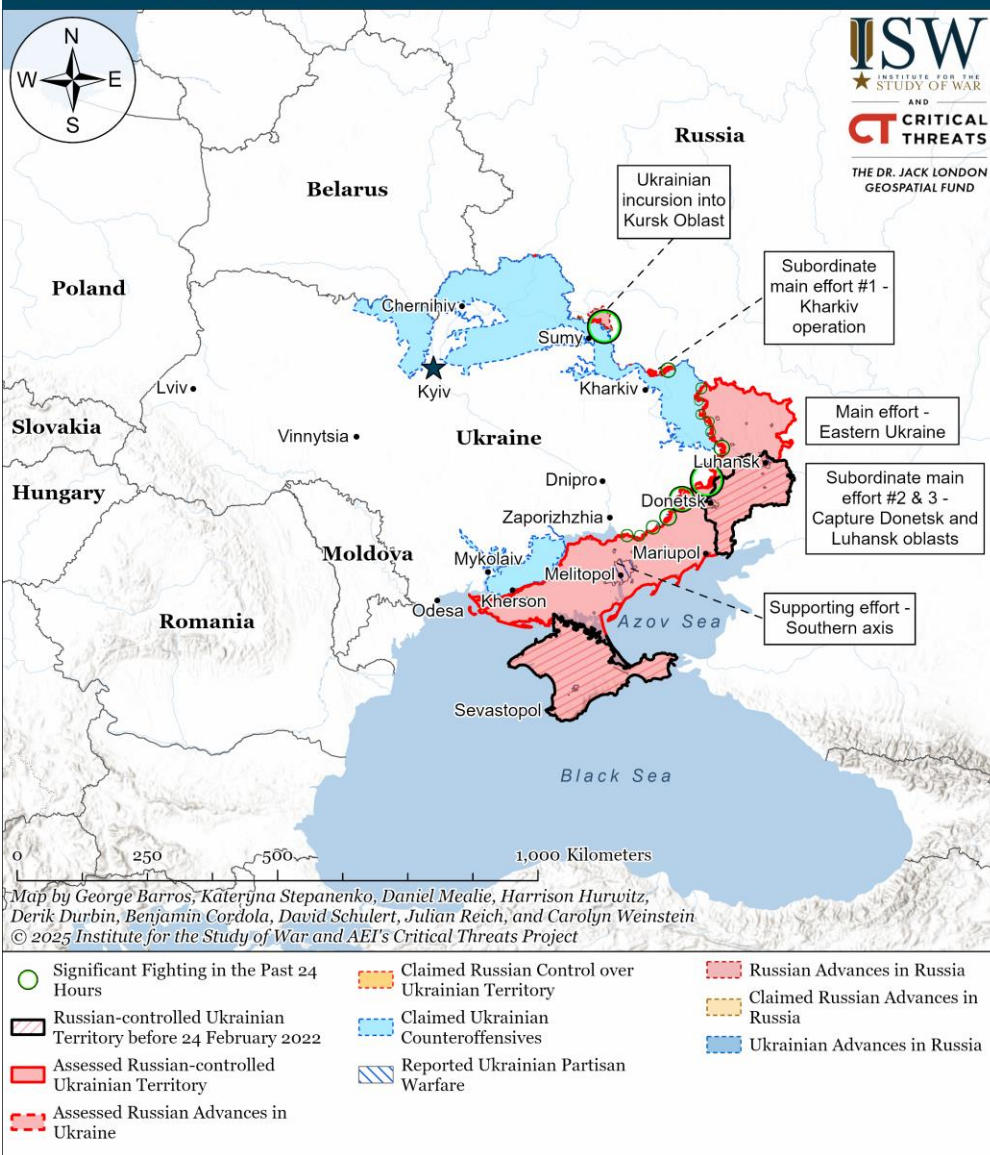 N
W
E
S
ISW
INSTITUTE FOR THE
STUDY OF WAR
AND
CT CRITICAL
THREATS
THE DR. JACK LONDON
GEOSPATIAL FUND
Russia
Belarus
Ukrainian
incursion into
Kursk Oblast
Subordinate
main effort #1 -
Kharkiv
operation
Poland
Chernihiv
Sumy
Kyiv
Kharkiv
Lviv
Slovakia
Vinnytsia
Ukraine
Main effort -
Eastern Ukraine
Hungary
Luhansk
Dnipro
Donetsk
Subordinate main
effort #2 & 3 -
Capture Donetsk and
Luhansk oblasts
Zaporizhzhia
Moldova
Mykolaiv
Mariupol
Melitopol
Odesa
Kherson
Romania
Azov Sea
Supporting effort -
Southern axis
Sevastopol
Black Sea
0 250 500 1,000 Kilometers
Map by George Barros, Kateryna Stepanenko, Daniel Mealie, Harrison Hurwitz,
Derik Durbin, Benjamin Cordola, David Schulert, Julian Reich, and Carolyn Weinstein
© 2025 Institute for the Study of War and AEI's Critical Threats Project
Significant Fighting in the Past 24
Hours
Russian-controlled Ukrainian
Territory before 24 February 2022
Assessed Russian-controlled
Ukrainian Territory
Assessed Russian Advances in
Ukraine
Claimed Russian Control over
Ukrainian Territory
Claimed Ukrainian
Counteroffensives
Reported Ukrainian Partisan
Warfare
Russian Advances in Russia
Claimed Russian Advances in
Russia
Ukrainian Advances in Russia